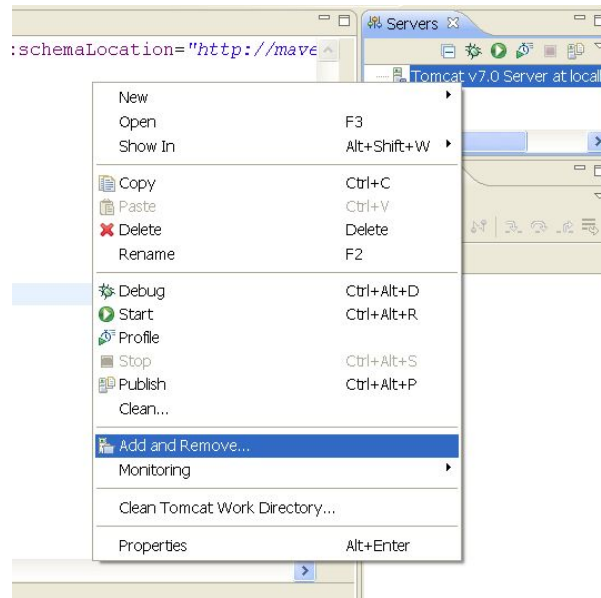 Servers
:schemaLocation="http://mave
Tomcat v7.0 Server at local
New
Open F3
Show In Alt+Shift+W
Copy Ctrl+C
Paste Ctrl+V
Delete Delete
Rename F2
Debug Ctrl+Alt+D
Start Ctrl+Alt+R
Profile
Stop Ctrl+Alt+S
Publish Ctrl+Alt+P
Clean...
Add and Remove...
Monitoring
Clean Tomcat Work Directory...
Properties Alt+Enter